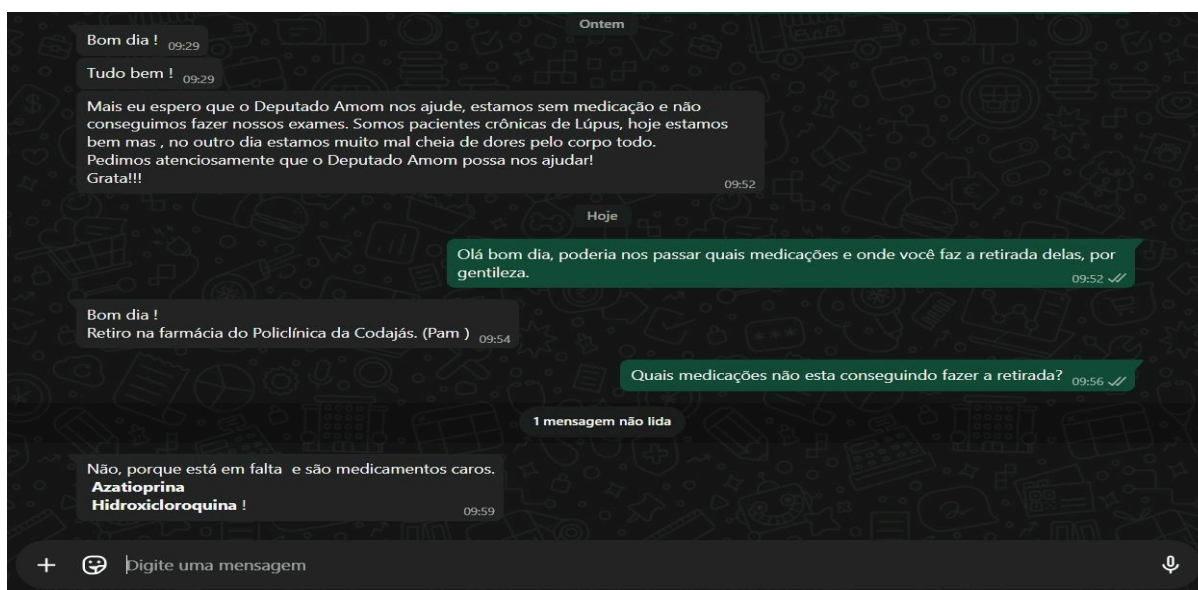 Ontem
Bom dia ! 09:29
Tudo bem ! 09:29
Mais eu espero que o Deputado Amom nos ajude, estamos sem medicação e não
conseguimos fazer nossos exames. Somos pacientes crônicas de Lúpus, hoje estamos
bem mas , no outro dia estamos muito mal cheia de dores pelo corpo todo.
Pedimos atenciosamente que o Deputado Amom possa nos ajudar!
Grata!!!
09:52
Hoje
Olá bom dia, poderia nos passar quais medicações e onde você faz a retirada delas, por
gentileza.
09:52
Bom dia !
Retiro na farmácia do Policlínica da Codajás. (Pam ) 09:54
Quais medicações não esta conseguindo fazer a retirada? 09:56
1 mensagem não lida
Não, porque está em falta e são medicamentos caros.
Azatioprina
Hidroxicloroquina !
09:59
Digite uma mensagem